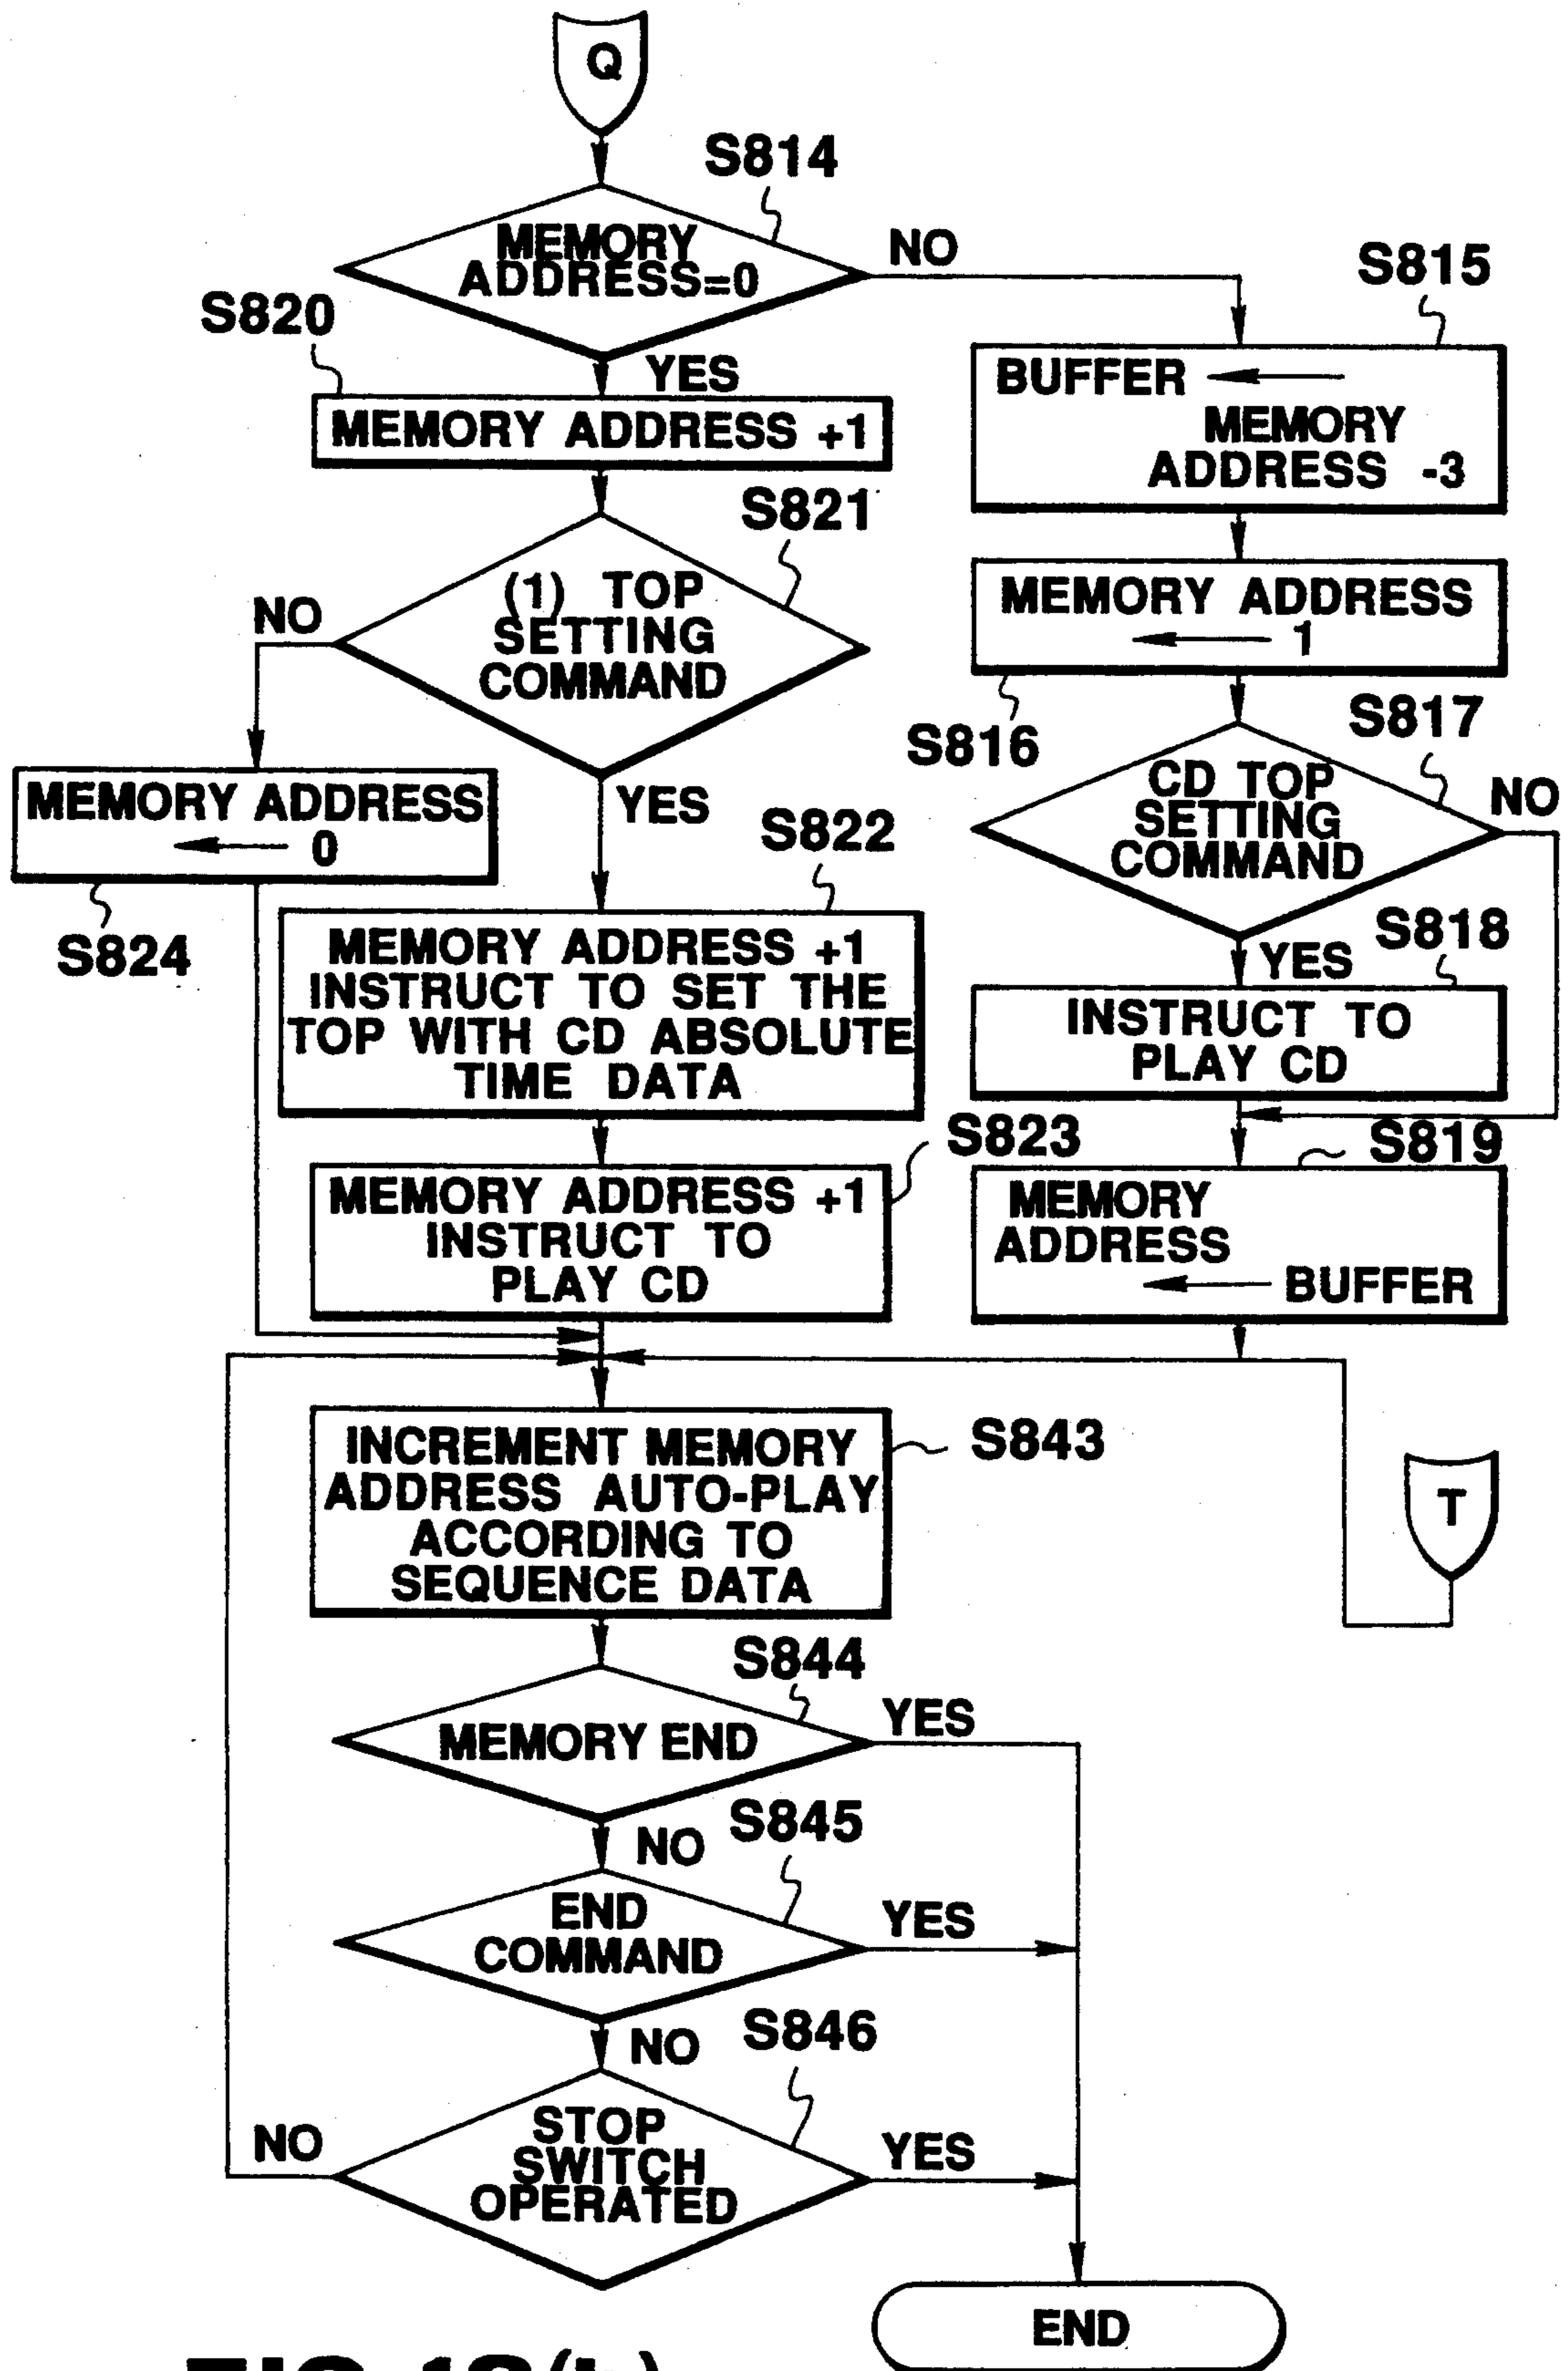 Q
S814
MEMORY
ADDRESS=0
NO
S815
S820
YES
MEMORY ADDRESS +1
BUFFER ←
MEMORY
ADDRESS -3
S821
(1) TOP
SETTING
COMMAND
NO
MEMORY ADDRESS
← 1
S816
S817
CD TOP
SETTING
COMMAND
NO
MEMORY ADDRESS
← 0
S824
YES
S822
MEMORY ADDRESS +1
INSTRUCT TO SET THE
TOP WITH CD ABSOLUTE
TIME DATA
YES
S818
INSTRUCT TO
PLAY CD
S823
MEMORY ADDRESS +1
INSTRUCT TO
PLAY CD
S819
MEMORY
ADDRESS
← BUFFER
INCREMENT MEMORY
ADDRESS AUTO-PLAY
ACCORDING TO
SEQUENCE DATA
S843
T
S844
MEMORY END
YES
NO
S845
END
COMMAND
YES
NO
S846
STOP
SWITCH
OPERATED
NO
YES
END